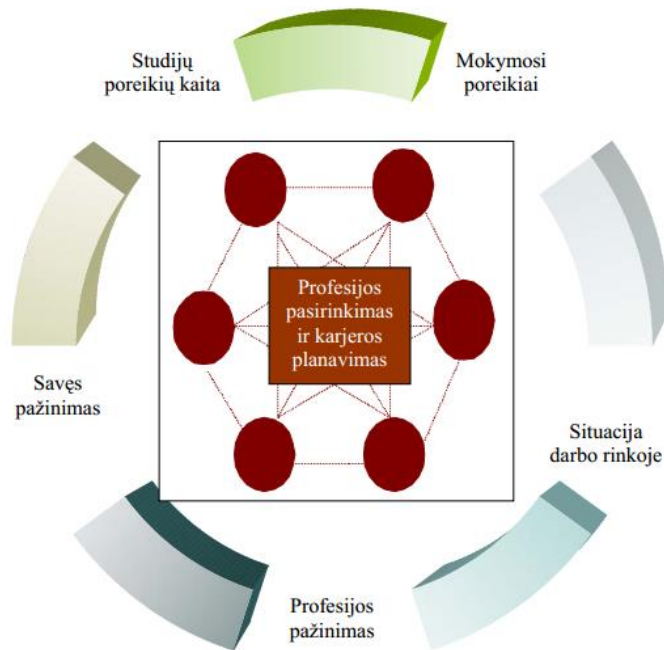 Studijų
poreikių kaita
Mokymosi
poreikiai
Profesijos
pasirinkimas
ir karjeros
planavimas
Savęs
pažinimas
Situacija
darbo rinkoje
Profesijos
pažinimas